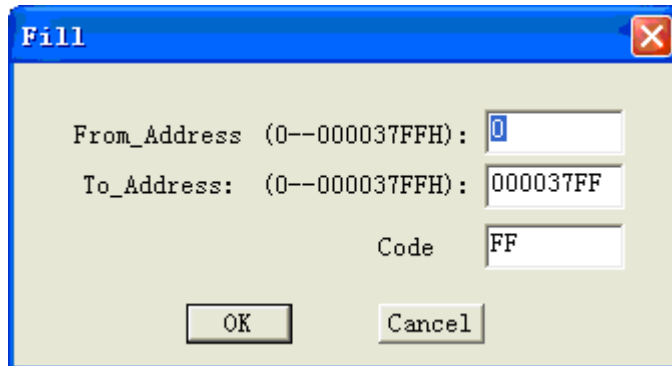 Fill
From_Address (0--000037FFH): 0
To_Address: (0--000037FFH): 000037FF
Code FF
OK Cancel